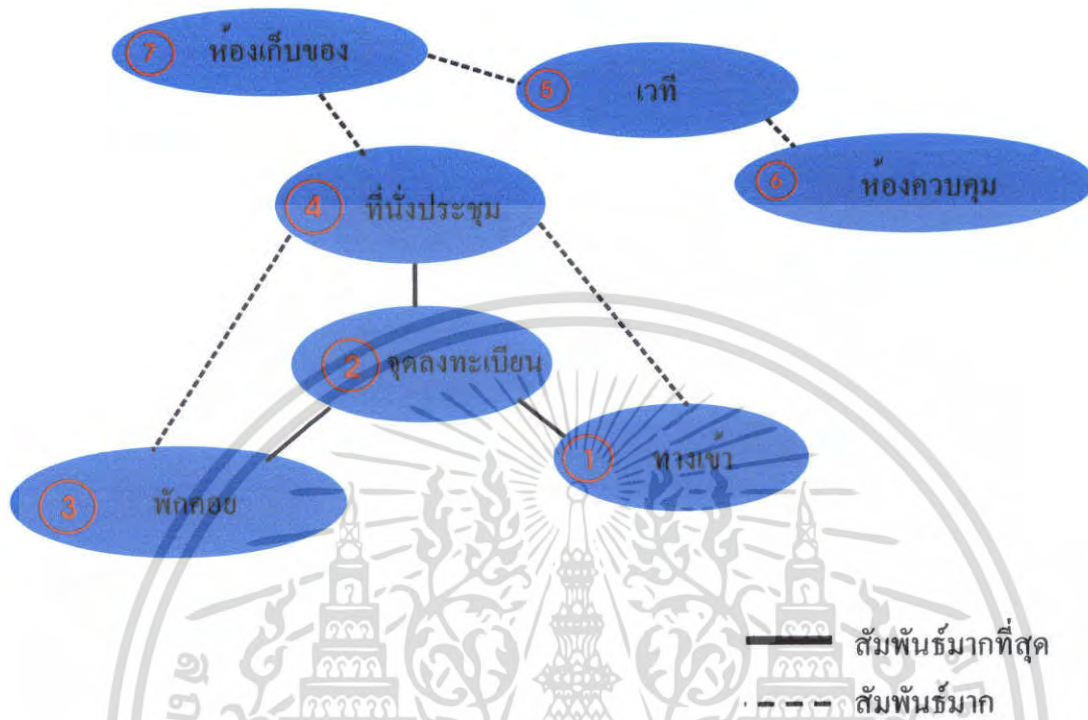 7 ห้องเก็บของ
5 เวที
6 ห้องควบคุม
4 ที่นั่งประชุม
2 จุดลงทะเบียน
1 ทางเข้า
3 พักคอย
สัมพันธ์มากที่สุด
สัมพันธ์มาก